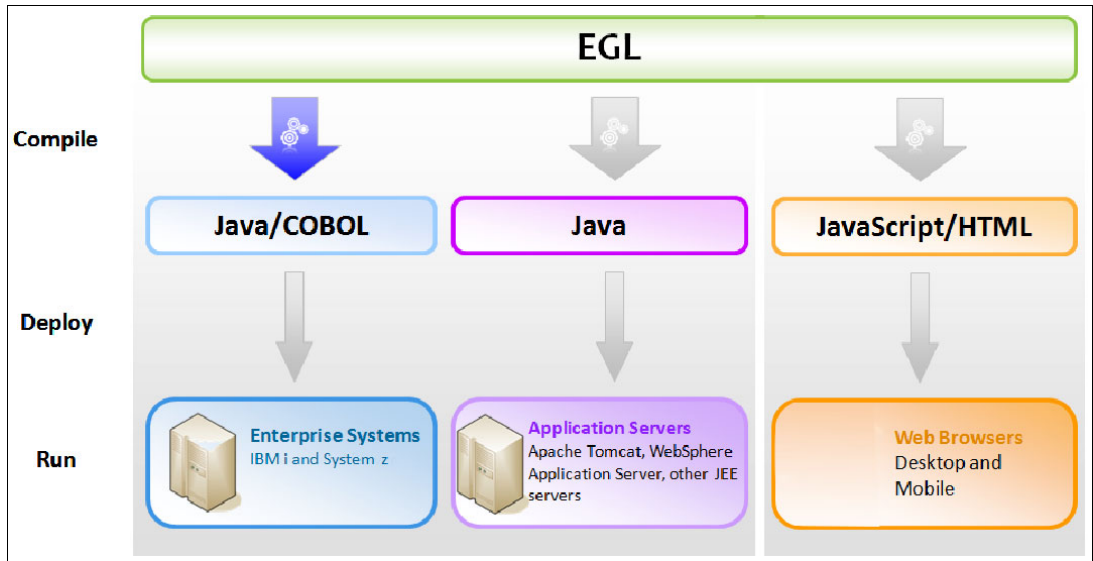 EGL
Compile
Java/COBOL
Java
JavaScript/HTML
Deploy
Run
Enterprise Systems
IBM i and System z
Application Servers
Apache Tomcat, WebSphere
Application Server, other JEE
servers
Web Browsers
Desktop and
Mobile